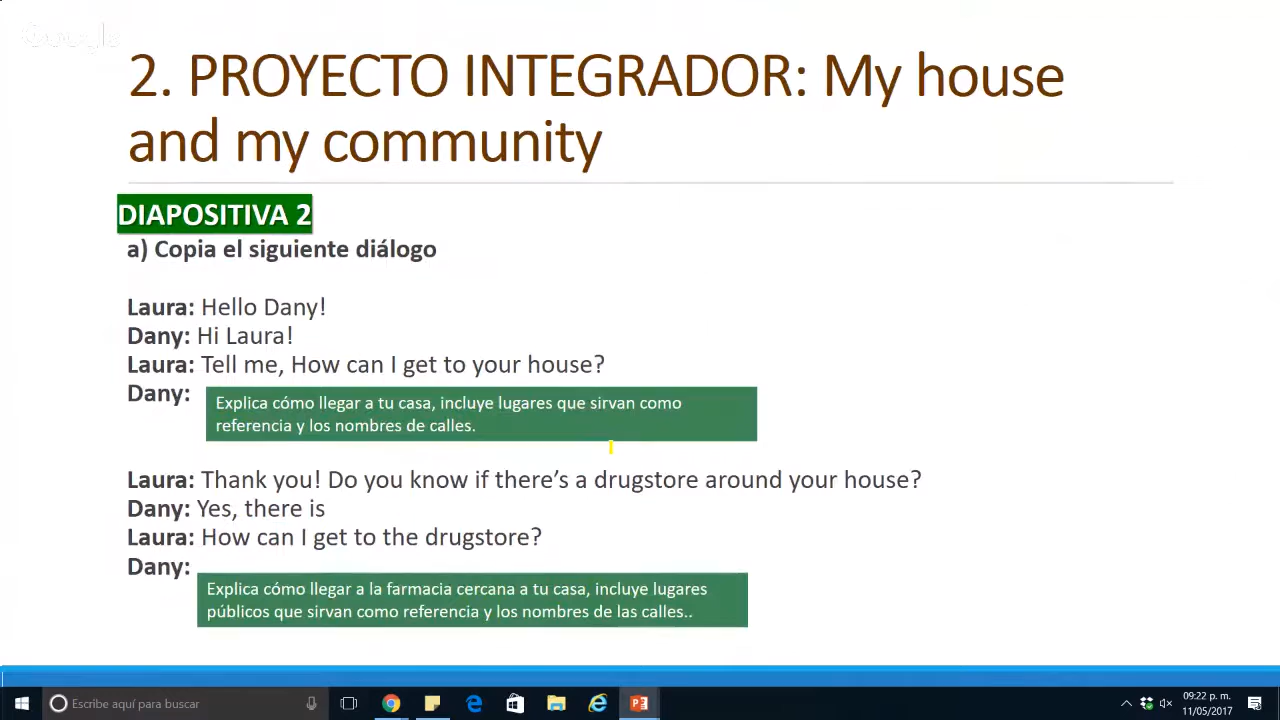 Google
2. PROYECTO INTEGRADOR: My house
and my community
DIAPOSITIVA 2
a) Copia el siguiente diálogo
Laura: Hello Dany!
Dany: Hi Laura!
Laura: Tell me, How can I get to your house?
Dany:
Explica cómo llegar a tu casa, incluye lugares que sirvan como
referencia y los nombres de calles.
Laura: Thank you! Do you know if there’s a drugstore around your house?
Dany: Yes, there is
Laura: How can I get to the drugstore?
Dany:
Explica cómo llegar a la farmacia cercana a tu casa, incluye lugares
públicos que sirvan como referencia y los nombres de las calles..
Escribe aquí para buscar
09:22 p. m.
11/05/2017